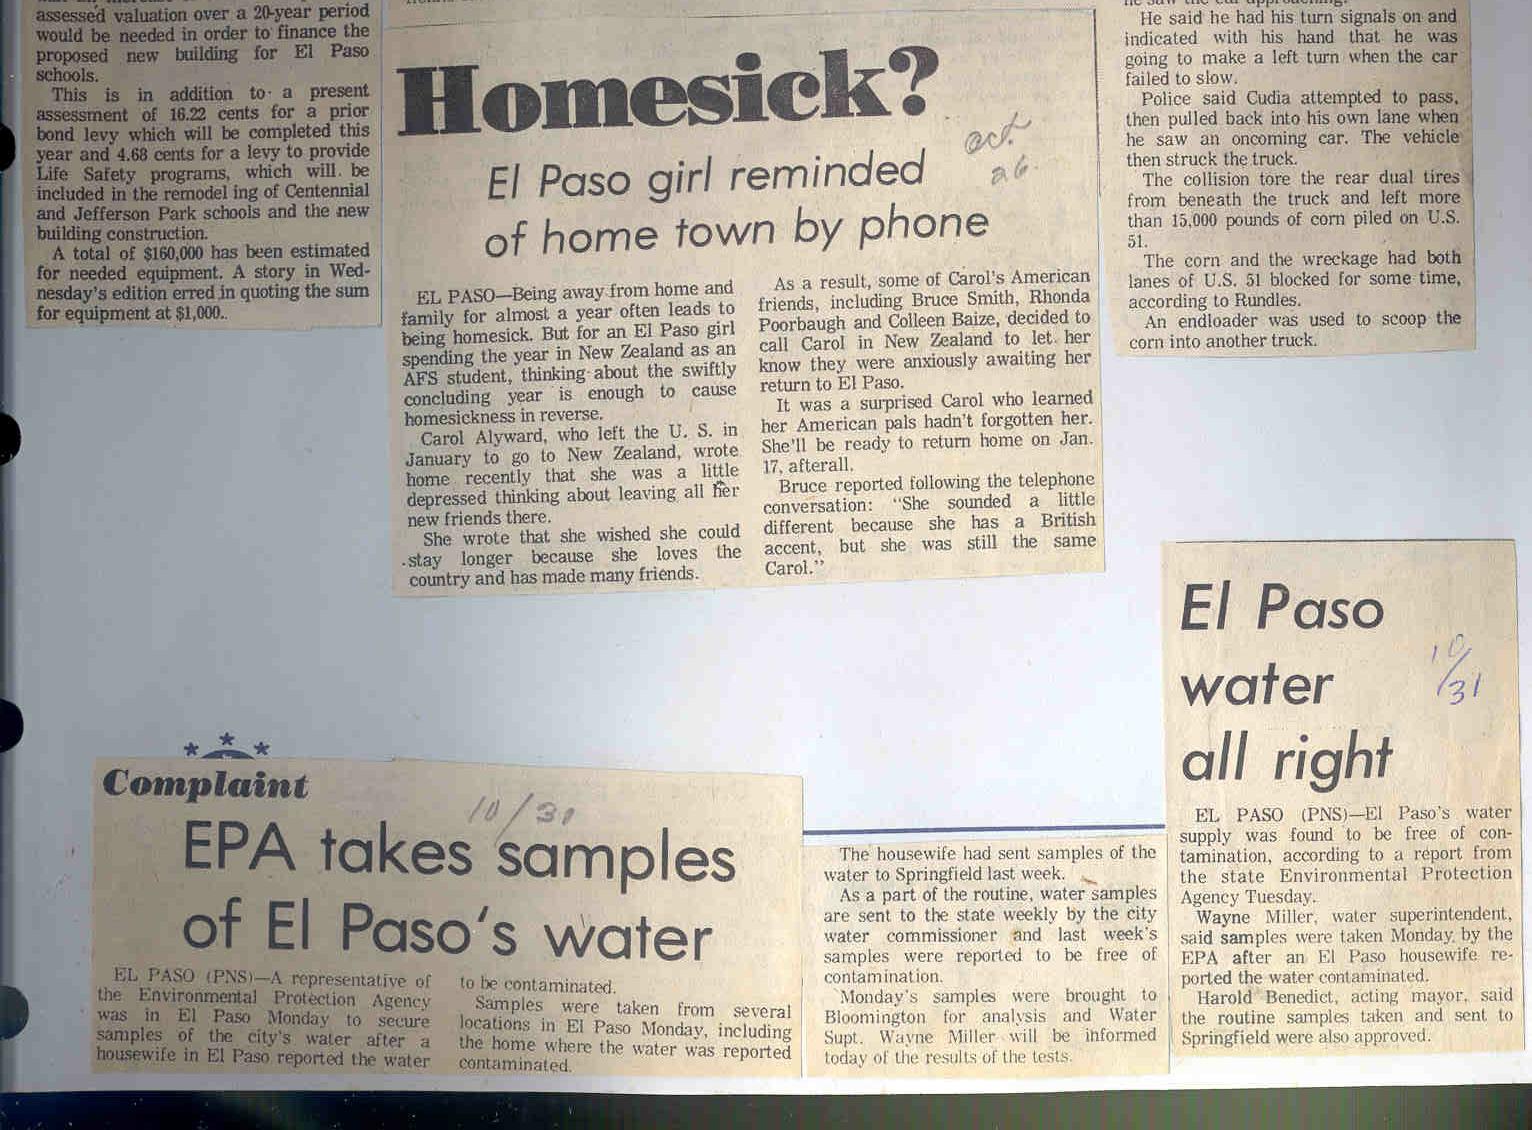 assessed valuation over a 20-year period
would be needed in order to finance the
proposed new building for El Paso
schools.
This is in addition to a present
assessment of 16.22 cents for a prior
bond levy which will be completed this
year and 4.68 cents for a levy to provide
Life Safety programs, which will be
included in the remodel ing of Centennial
and Jefferson Park schools and the new
building construction.
A total of $160,000 has been estimated
for needed equipment. A story in Wed-
nesday's edition erred in quoting the sum
for equipment at $1,000..
Homesick?
oct.
26
El Paso girl reminded
of home town by phone
EL PASO—Being away from home and
family for almost a year often leads to
being homesick. But for an El Paso girl
spending the year in New Zealand as an
AFS student, thinking about the swiftly
concluding year is enough to cause
homesickness in reverse.
Carol Alyward, who left the U. S. in
January to go to New Zealand, wrote
home recently that she was a little
depressed thinking about leaving all her
new friends there.
She wrote that she wished she could
stay longer because she loves the
country and has made many friends.
As a result, some of Carol's American
friends, including Bruce Smith, Rhonda
Poorbaugh and Colleen Baize, decided to
call Carol in New Zealand to let her
know they were anxiously awaiting her
return to El Paso.
It was a surprised Carol who learned
her American pals hadn't forgotten her.
She'll be ready to return home on Jan.
17, afterall.
Bruce reported following the telephone
conversation: "She sounded a little
different because she has a British
accent, but she was still the same
Carol."
he saw the car approaching.
He said he had his turn signals on and
indicated with his hand that he was
going to make a left turn when the car
failed to slow.
Police said Cudia attempted to pass,
then pulled back into his own lane when
he saw an oncoming car. The vehicle
then struck the truck.
The collision tore the rear dual tires
from beneath the truck and left more
than 15,000 pounds of corn piled on U.S.
51.
The corn and the wreckage had both
lanes of U.S. 51 blocked for some time,
according to Rundles.
An endloader was used to scoop the
corn into another truck.
Complaint
10/31
EPA takes samples
of El Paso's water
EL PASO (PNS)—A representative of
the Environmental Protection Agency
was in El Paso Monday to secure
samples of the city's water after a
housewife in El Paso reported the water
to be contaminated.
Samples were taken from several
locations in El Paso Monday, including
the home where the water was reported
contaminated.
The housewife had sent samples of the
water to Springfield last week.
As a part of the routine, water samples
are sent to the state weekly by the city
water commissioner and last week's
samples were reported to be free of
contamination.
Monday's samples were brought to
Bloomington for analysis and Water
Supt. Wayne Miller will be informed
today of the results of the tests.
El Paso
water
all right
10/31
EL PASO (PNS)—El Paso's water
supply was found to be free of con-
tamination, according to a report from
the state Environmental Protection
Agency Tuesday.
Wayne Miller, water superintendent,
said samples were taken Monday by the
EPA after an El Paso housewife re-
ported the water contaminated.
Harold Benedict, acting mayor, said
the routine samples taken and sent to
Springfield were also approved.